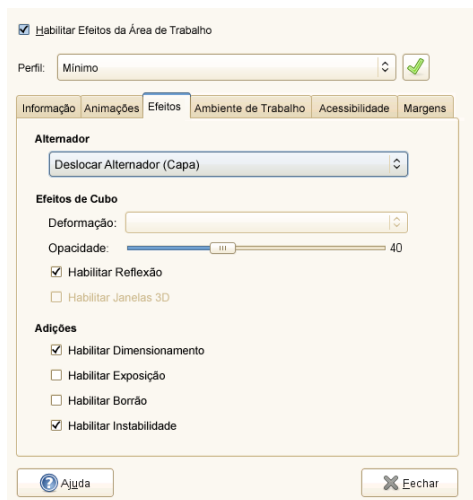 Habilitar Efeitos da Área de Trabalho
Perfil: Mínimo
Informação Animações Efeitos Ambiente de Trabalho Acessibilidade Margens
Alternador
Deslocar Alternador (Capa)
Efeitos de Cubo
Deformação:
Opacidade: 40
Habilitar Reflexão
Habilitar Janelas 3D
Adições
Habilitar Dimensionamento
Habilitar Exposição
Habilitar Borrão
Habilitar Instabilidade
Ajuda Fechar